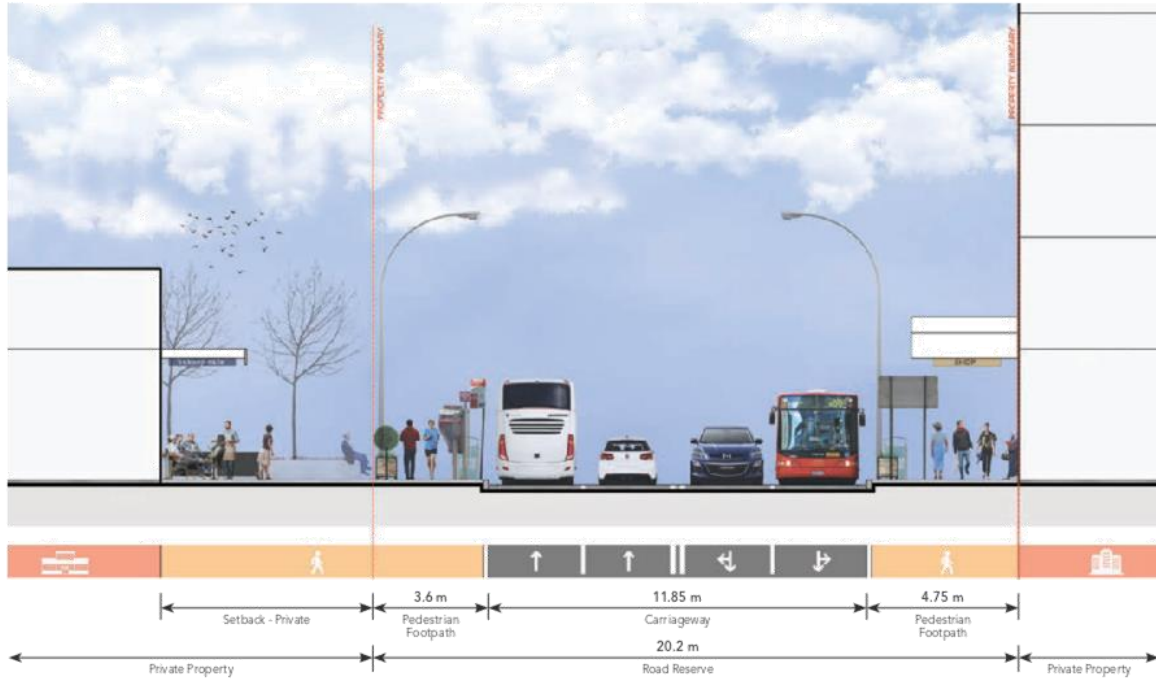 PROPERTY BOUNDARY
PROPERTY BOUNDARY
SHOP
3.6 m
11.85 m
4.75 m
Setback - Private
Pedestrian
Footpath
Carriageway
Pedestrian
Footpath
20.2 m
Private Property
Road Reserve
Private Property